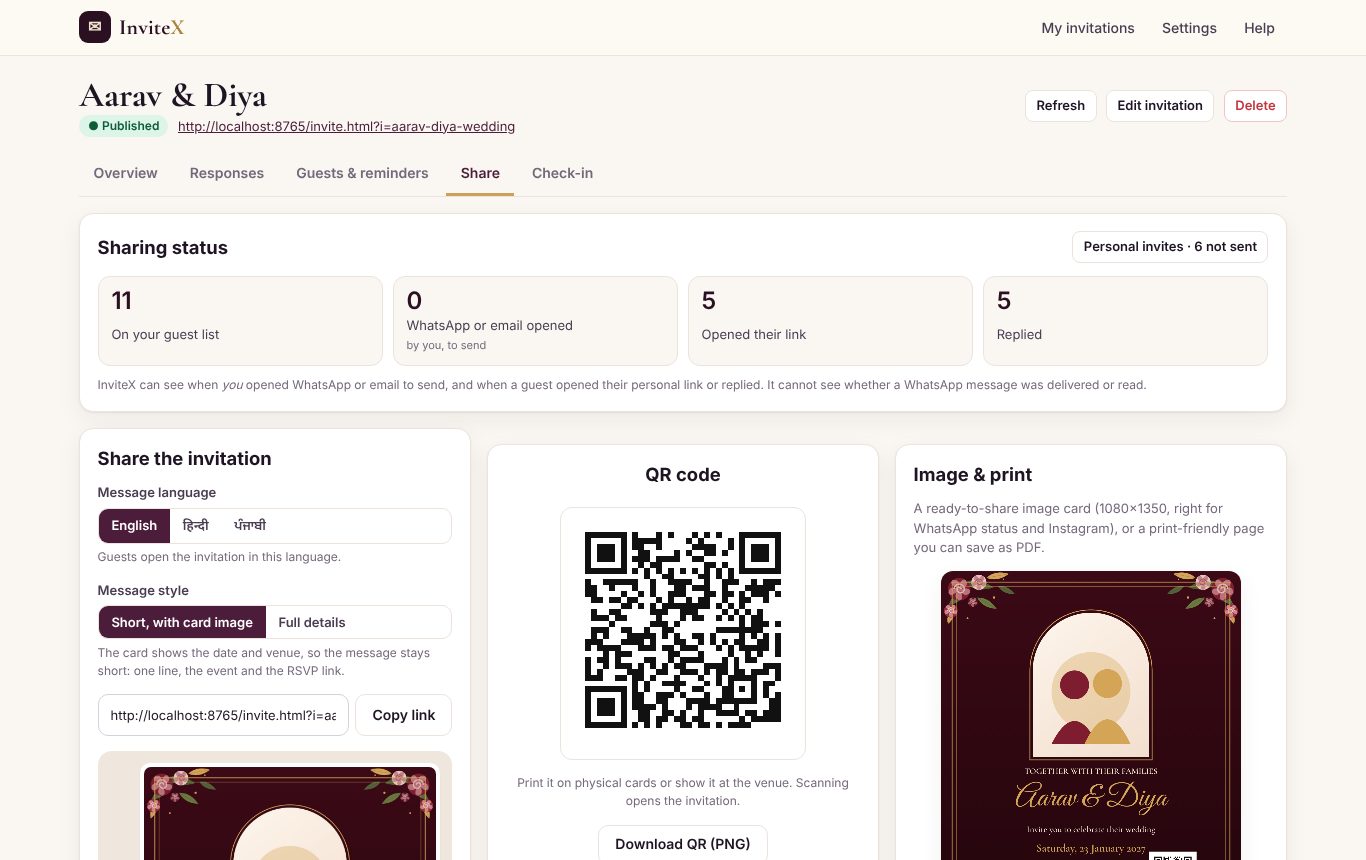 InviteX
My invitations
Settings
Help
Aarav & Diya
Published
http://localhost:8765/invite.html?i=aarav-diya-wedding
Refresh
Edit invitation
Delete
Overview
Responses
Guests & reminders
Share
Check-in
Sharing status
Personal invites · 6 not sent
11
On your guest list
0
WhatsApp or email opened
by you, to send
5
Opened their link
5
Replied
InviteX can see when you opened WhatsApp or email to send, and when a guest opened their personal link or replied. It cannot see whether a WhatsApp message was delivered or read.
Share the invitation
Message language
English
हिन्दी
ਪੰਜਾਬੀ
Guests open the invitation in this language.
Message style
Short, with card image
Full details
The card shows the date and venue, so the message stays
short: one line, the event and the RSVP link.
http://localhost:8765/invite.html?i=aa
Copy link
QR code
Print it on physical cards or show it at the venue. Scanning
opens the invitation.
Download QR (PNG)
Image & print
A ready-to-share image card (1080×1350, right for
WhatsApp status and Instagram), or a print-friendly page
you can save as PDF.
TOGETHER WITH THEIR FAMILIES
Aarav & Diya
Invite you to celebrate their wedding
Saturday, 23 January 2027